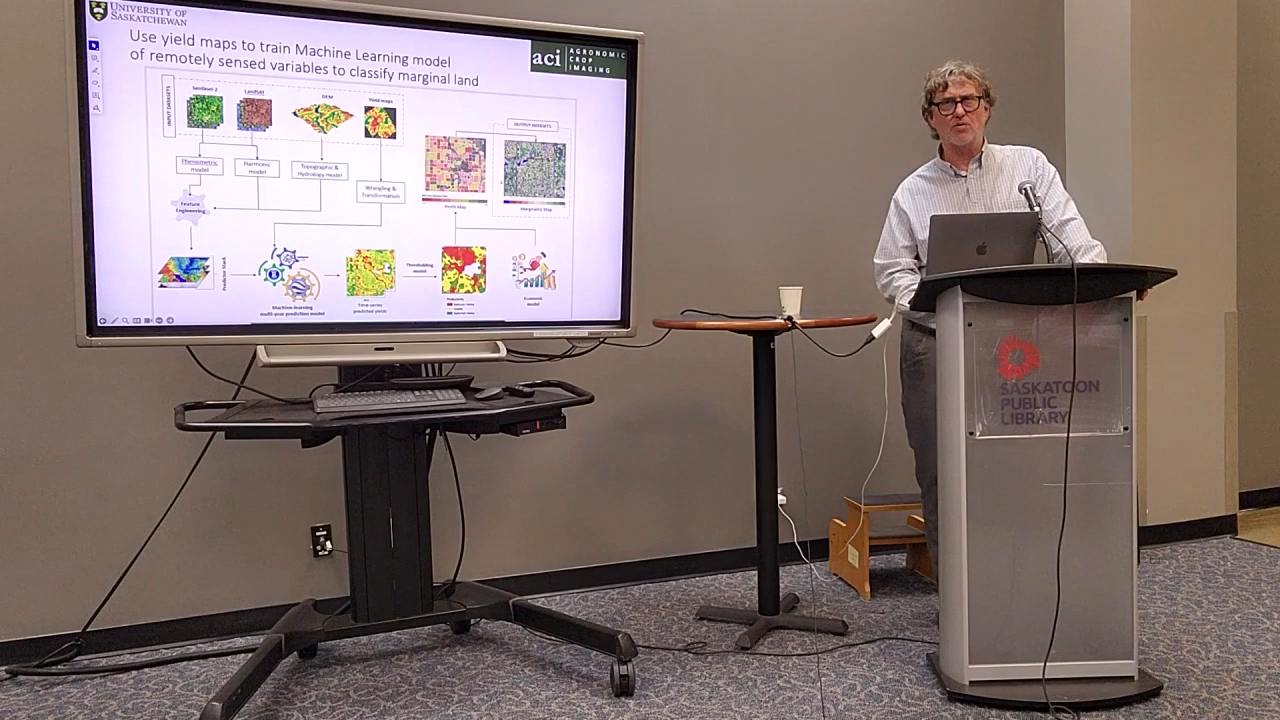 UNIVERSITY OF
SASKATCHEWAN
Use yield maps to train Machine Learning model
of remotely sensed variables to classify marginal land
aci
AGRONOMIC
CROP
IMAGING
INPUT DATASETS
Sentinel-2
LandSAT
DEM
Yield maps
OUTPUT DATASETS
Phenometric
model
Harmonic
model
Topographic &
Hydrology model
Wrangling &
Transformation
Profit Map
Marginality Map
Feature
Engineering
Predictor Stack
Machine-learning
multi-year prediction model
Time-series
predicted yields
Thresholding
model
Productivity
Economic
model
SASKATOON
PUBLIC
LIBRARY